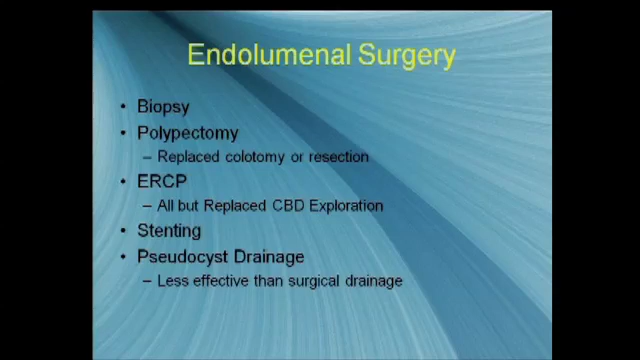 Endolumenal Surgery
• Biopsy
• Polypectomy
– Replaced colotomy or resection
• ERCP
– All but Replaced CBD Exploration
• Stenting
• Pseudocyst Drainage
– Less effective than surgical drainage